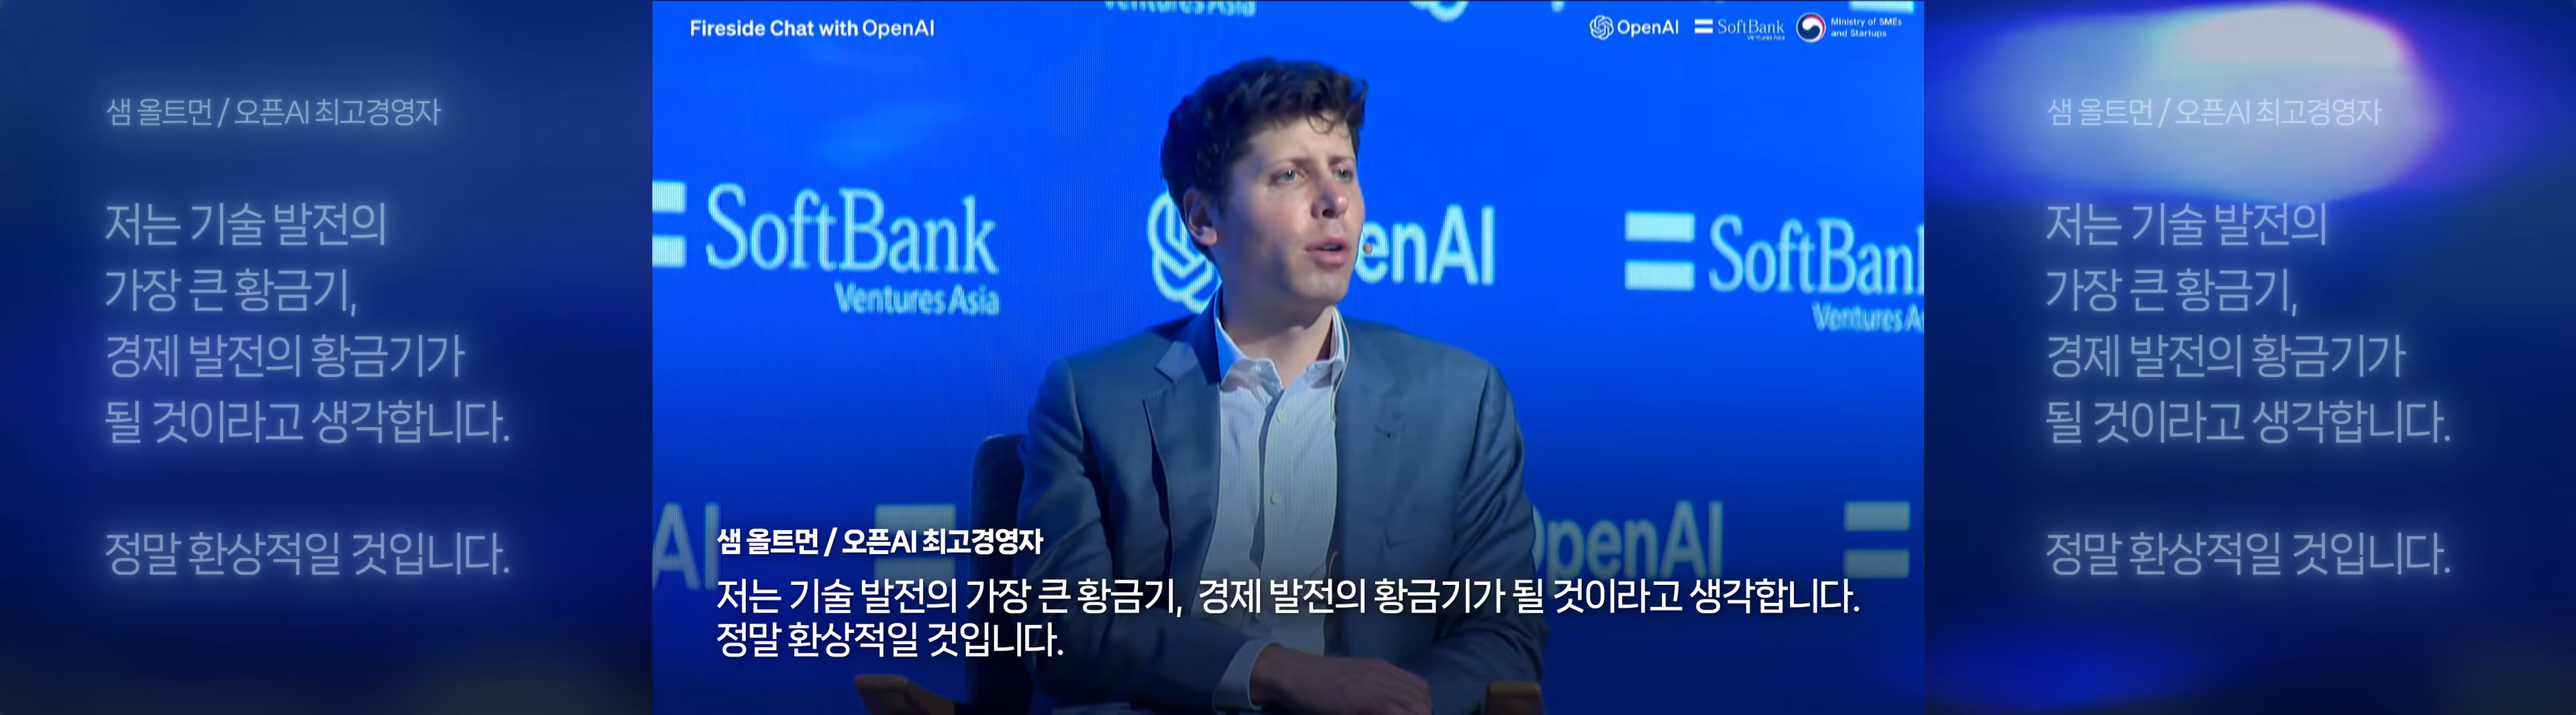 샘 올트먼 / 오픈AI 최고경영자
저는 기술 발전의
가장 큰 황금기,
경제 발전의 황금기가
될 것이라고 생각합니다.
정말 환상적일 것입니다.
Ventures Asia
Fireside Chat with OpenAI
OpenAI
SoftBank
Ventures Asia
Ministry of SMEs
and Startups
SoftBank
Ventures Asia
enAI
SoftBan
Ventures A
AI
OpenAI
샘 올트먼 / 오픈AI 최고경영자
저는 기술 발전의 가장 큰 황금기, 경제 발전의 황금기가 될 것이라고 생각합니다.
정말 환상적일 것입니다.
샘 올트먼 / 오픈AI 최고경영자
저는 기술 발전의
가장 큰 황금기,
경제 발전의 황금기가
될 것이라고 생각합니다.
정말 환상적일 것입니다.